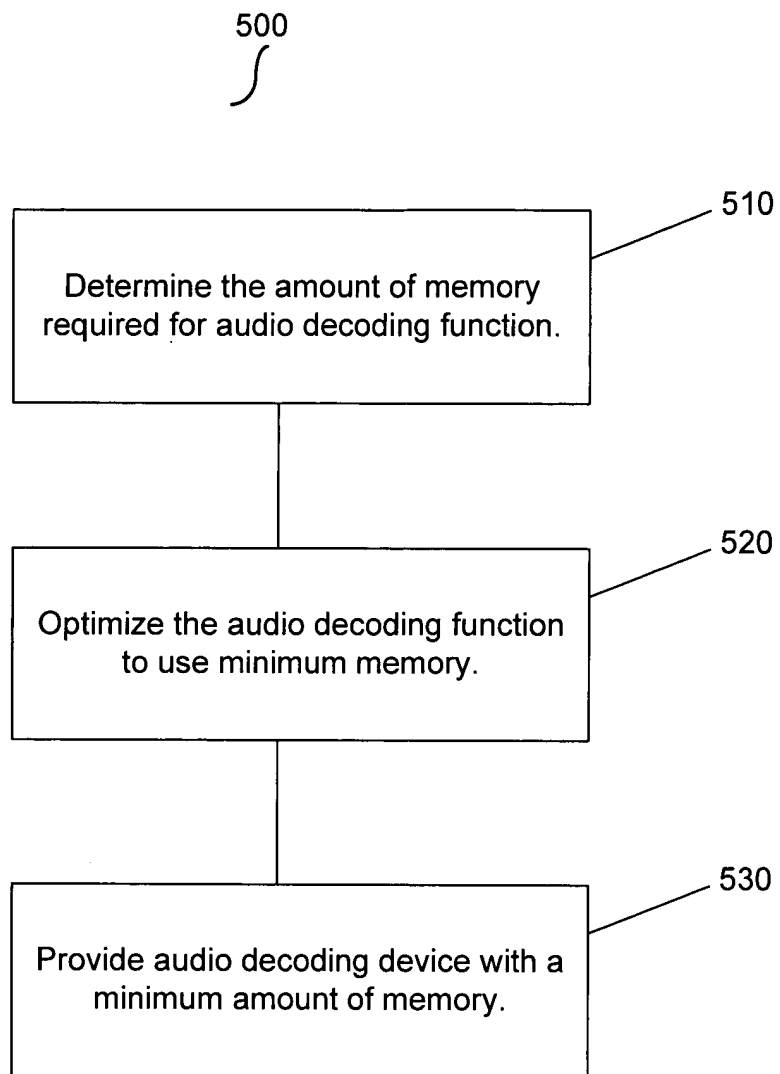 500
510
Determine the amount of memory
required for audio decoding function.
520
Optimize the audio decoding function
to use minimum memory.
530
Provide audio decoding device with a
minimum amount of memory.